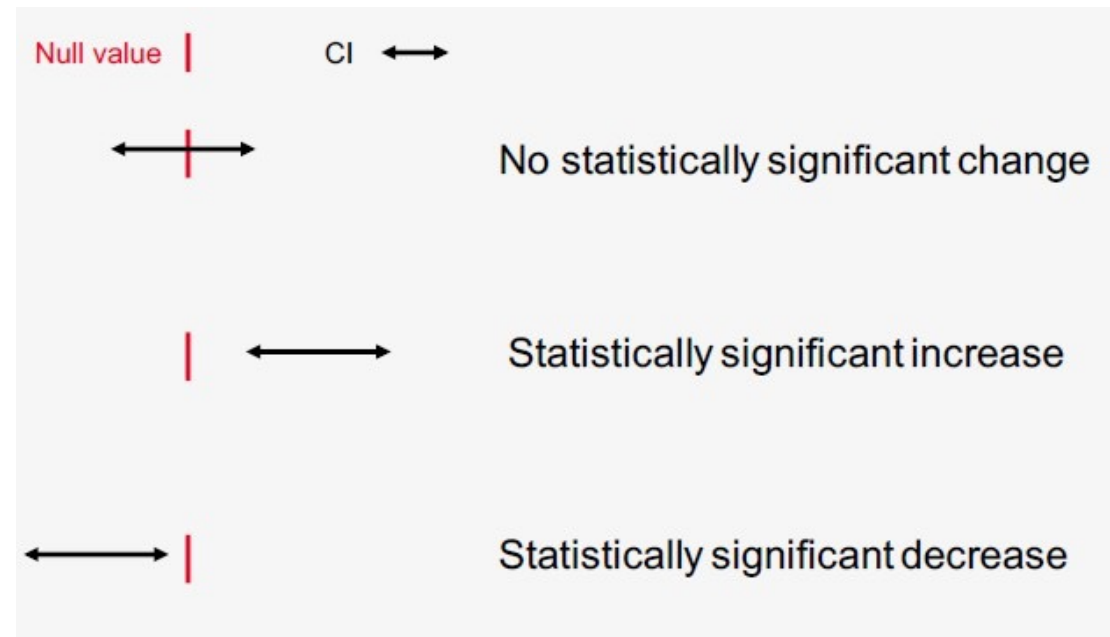 Null value
CI
No statistically significant change
Statistically significant increase
Statistically significant decrease